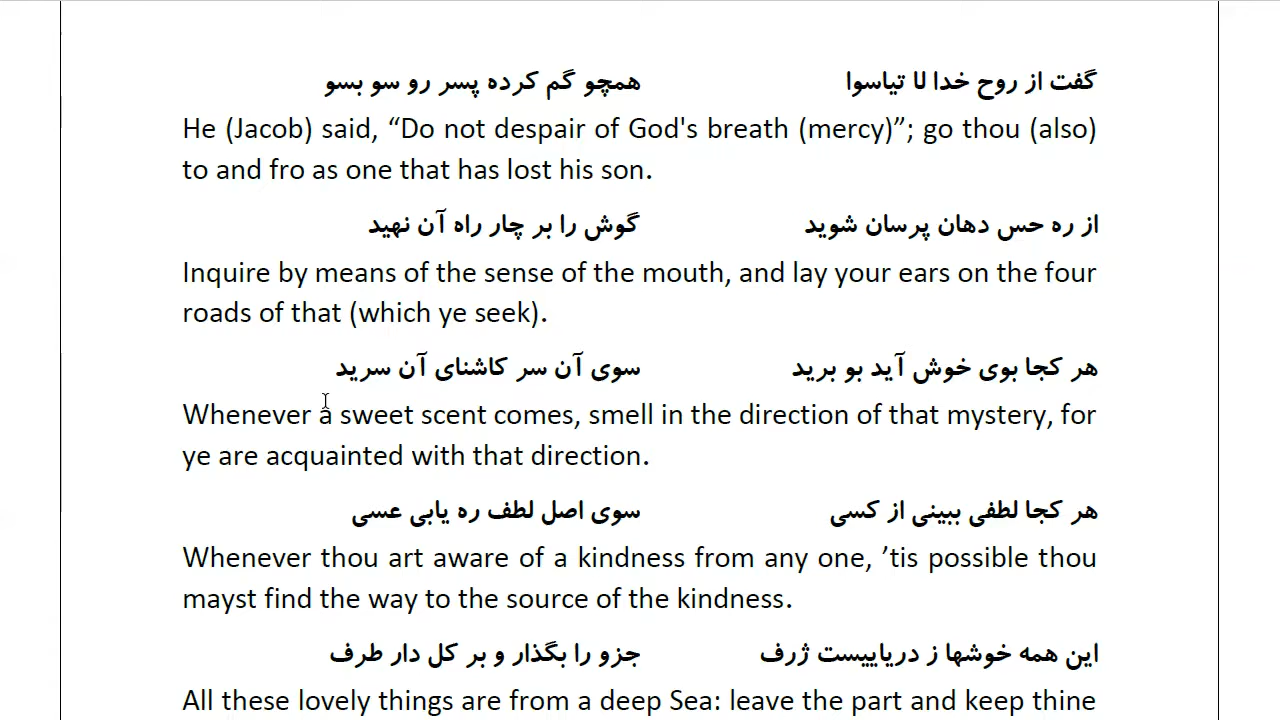 گفت از روح خدا لا تیاسوا همچو گم کرده پسر رو سو بسو
He (Jacob) said, “Do not despair of God's breath (mercy)”; go thou (also)
to and fro as one that has lost his son.
از ره حس دهان پرسان شوید گوش را بر چار راه آن نهید
Inquire by means of the sense of the mouth, and lay your ears on the four
roads of that (which ye seek).
هر کجا بوی خوش آید بو برید سوی آن سر کاشنای آن سرید
Whenever a sweet scent comes, smell in the direction of that mystery, for
ye are acquainted with that direction.
هر کجا لطفی ببینی از کسی سوی اصل لطف ره یابی عسی
Whenever thou art aware of a kindness from any one, ’tis possible thou
mayst find the way to the source of the kindness.
این همه خوشها ز دریاییست ژرف جزو را بگذار و بر کل دار طرف
All these lovely things are from a deep Sea: leave the part and keep thine